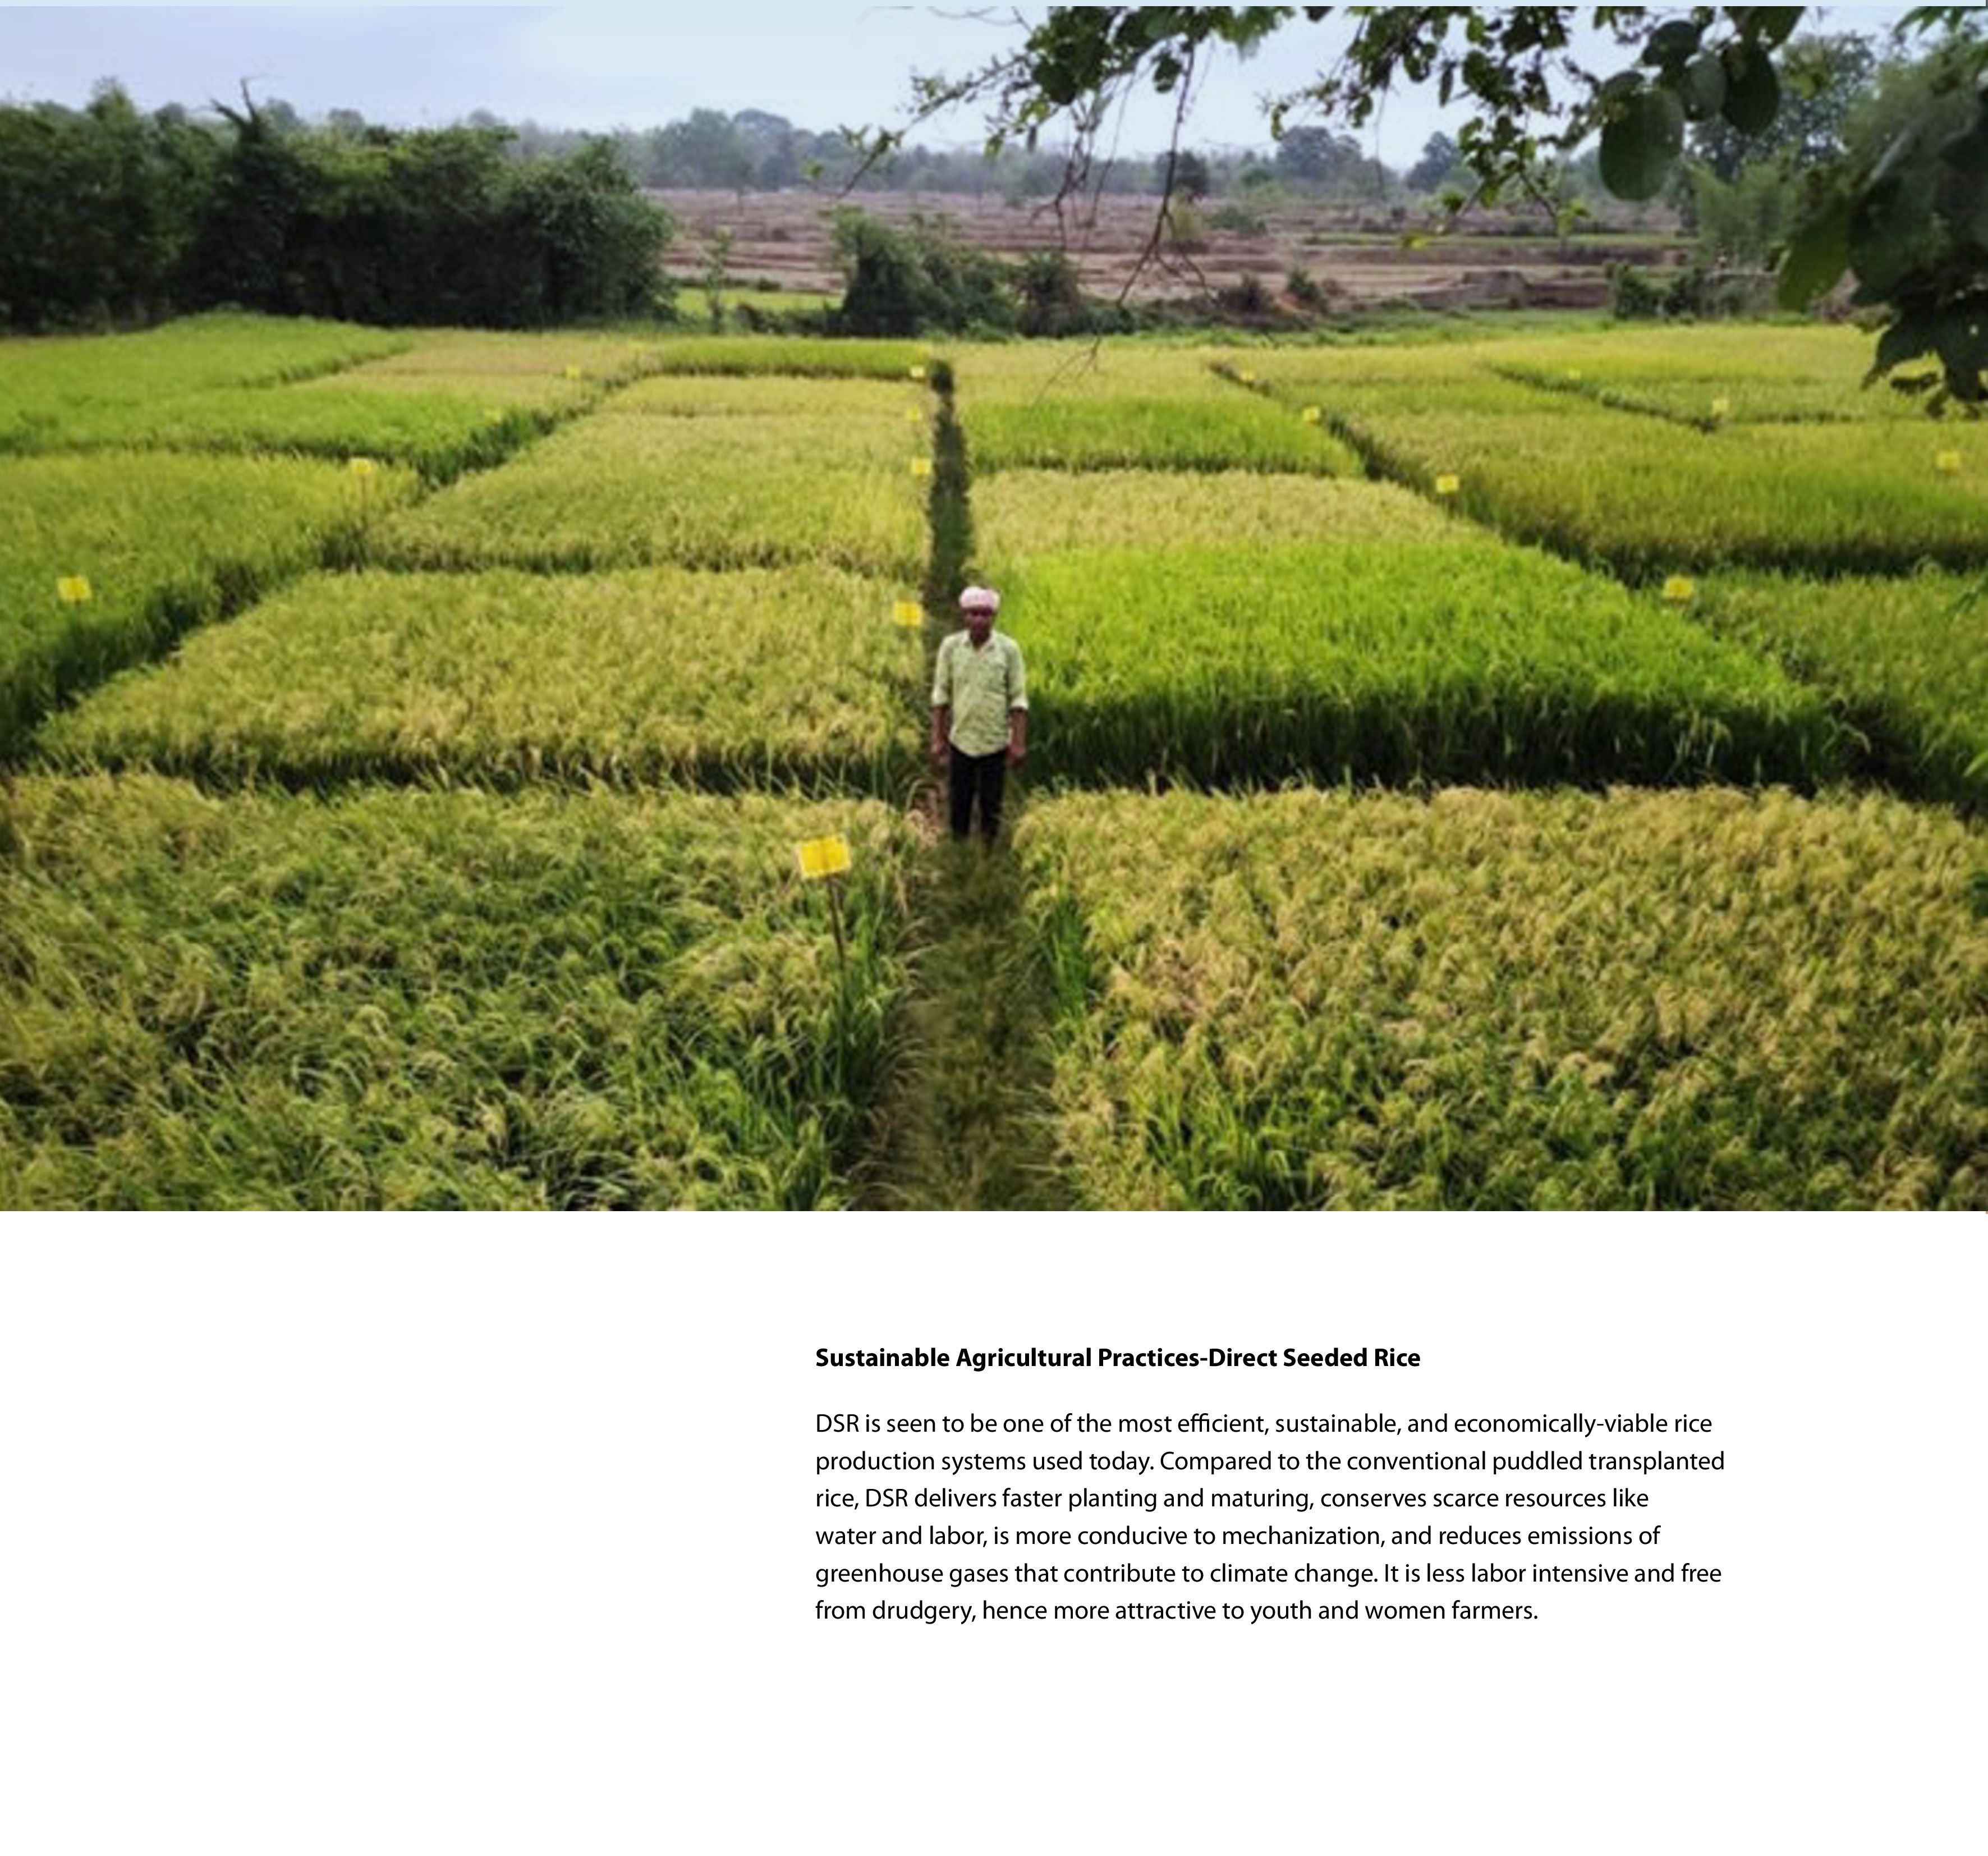 Sustainable Agricultural Practices-Direct Seeded Rice
DSR is seen to be one of the most efficient, sustainable, and economically-viable rice
production systems used today. Compared to the conventional puddled transplanted
rice, DSR delivers faster planting and maturing, conserves scarce resources like
water and labor, is more conducive to mechanization, and reduces emissions of
greenhouse gases that contribute to climate change. It is less labor intensive and free
from drudgery, hence more attractive to youth and women farmers.